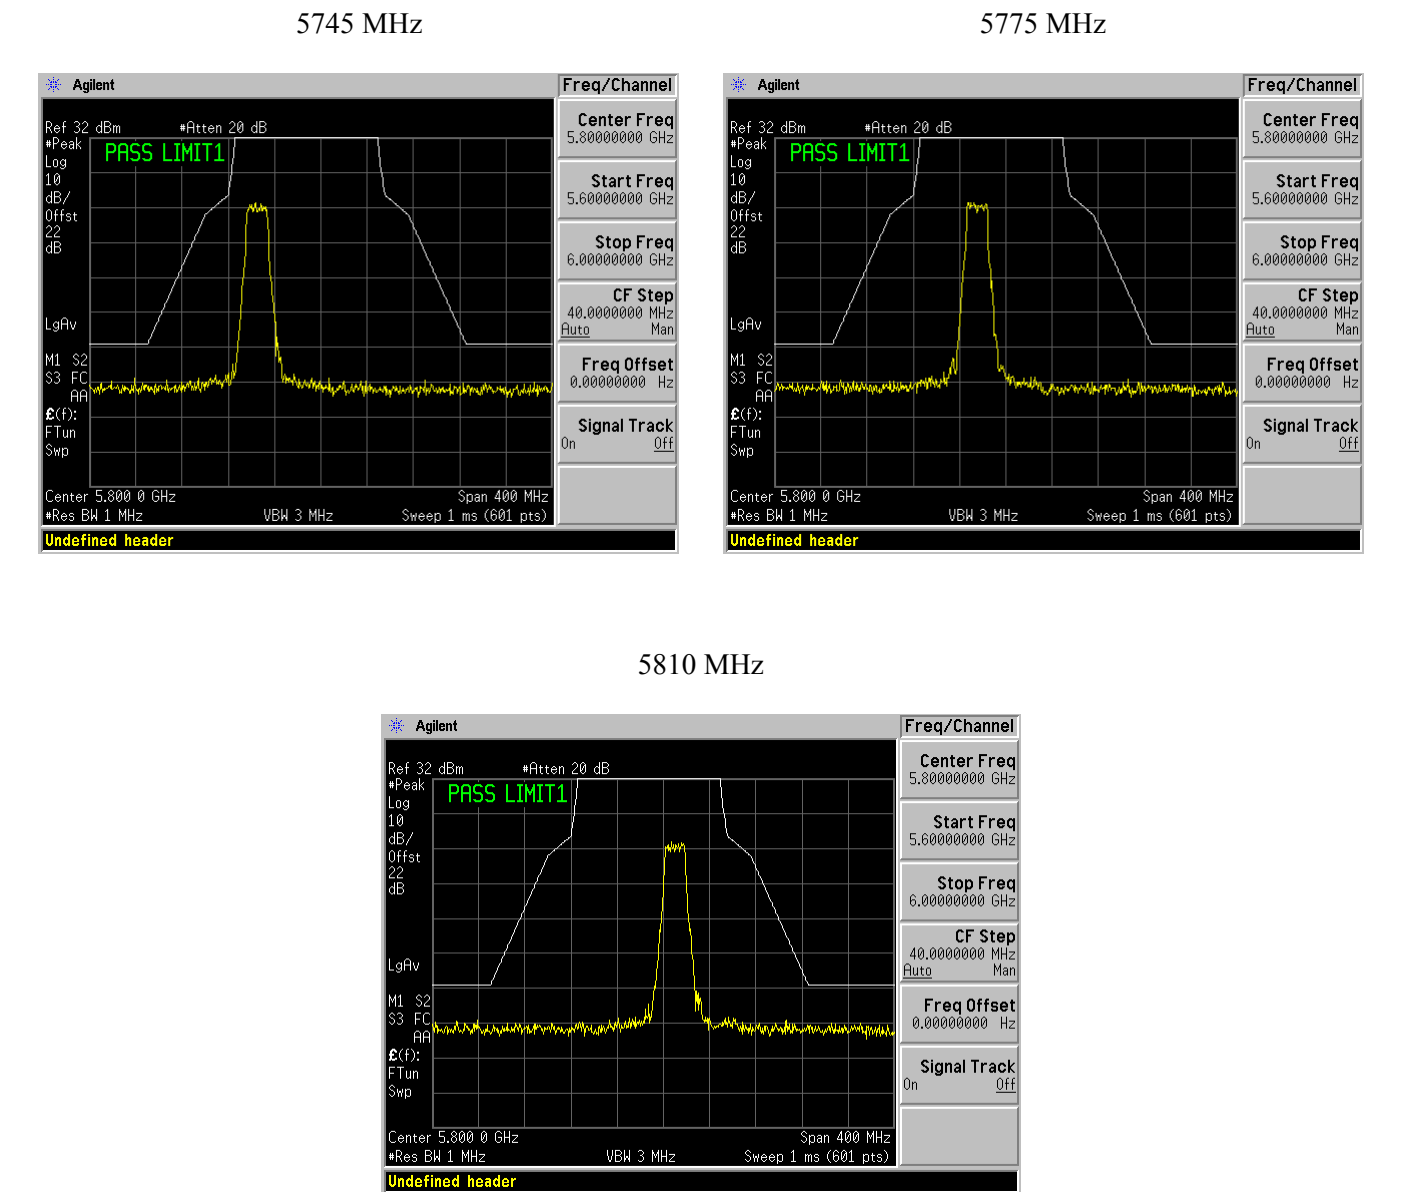 5745 MHz
Agilent
Freq/Channel
Ref 32 dBm #Atten 20 dB
#Peak
Log
10
dB/
Offst
22
dB
LgAv
M1 S2
S3 FC
AA
£(f):
FTun
Swp
PASS LIMIT1
Center 5.800 0 GHz Span 400 MHz
#Res BW 1 MHz VBW 3 MHz Sweep 1 ms (601 pts)
Center Freq
5.80000000 GHz
Start Freq
5.60000000 GHz
Stop Freq
6.00000000 GHz
CF Step
40.0000000 MHz
Auto Man
Freq Offset
0.00000000 Hz
Signal Track
On Off
Undefined header
5775 MHz
Agilent
Freq/Channel
Ref 32 dBm #Atten 20 dB
#Peak
Log
10
dB/
Offst
22
dB
LgAv
M1 S2
S3 FC
AA
£(f):
FTun
Swp
PASS LIMIT1
Center 5.800 0 GHz Span 400 MHz
#Res BW 1 MHz VBW 3 MHz Sweep 1 ms (601 pts)
Center Freq
5.80000000 GHz
Start Freq
5.60000000 GHz
Stop Freq
6.00000000 GHz
CF Step
40.0000000 MHz
Auto Man
Freq Offset
0.00000000 Hz
Signal Track
On Off
Undefined header
5810 MHz
Agilent
Freq/Channel
Ref 32 dBm #Atten 20 dB
#Peak
Log
10
dB/
Offst
22
dB
LgAv
M1 S2
S3 FC
AA
£(f):
FTun
Swp
PASS LIMIT1
Center 5.800 0 GHz Span 400 MHz
#Res BW 1 MHz VBW 3 MHz Sweep 1 ms (601 pts)
Center Freq
5.80000000 GHz
Start Freq
5.60000000 GHz
Stop Freq
6.00000000 GHz
CF Step
40.0000000 MHz
Auto Man
Freq Offset
0.00000000 Hz
Signal Track
On Off
Undefined header